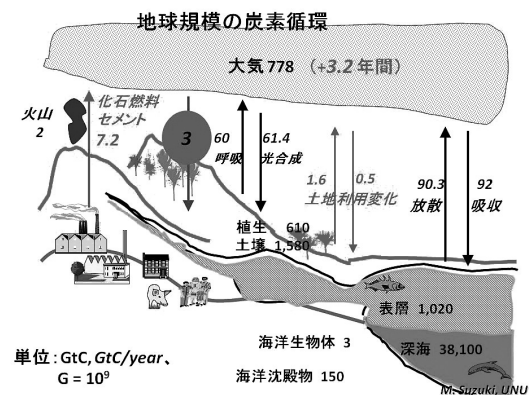 地球規模の炭素循環
大気778 （+3.2 年間）
火山
2
化石燃料
セメント
7.2
3
60
呼吸
61.4
光合成
1.6
0.5
土地利用変化
90.3
放散
92
吸収
植生 610
土壌 1,580
表層 1,020
深海 38,100
海洋生物体 3
海洋沈殿物 150
単位：GtC, GtC/year、
G = 10⁹
M. Suzuki, UNU